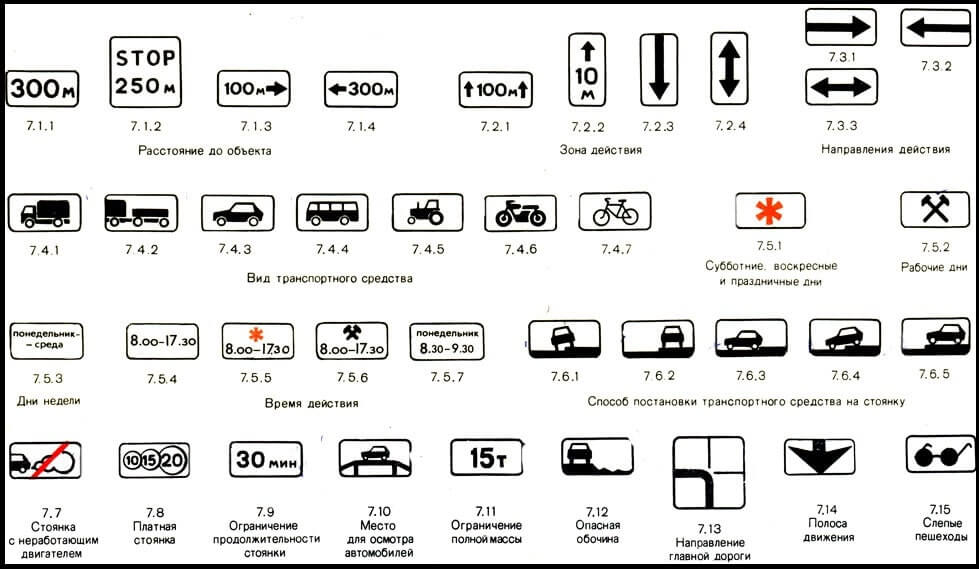 300м
STOP
250 м
100м
300м
100м
10
м
7.1.1
7.1.2
7.1.3
7.1.4
7.2.1
7.2.2
7.2.3
7.2.4
7.3.1
7.3.2
7.3.3
Расстояние до объекта
Зона действия
Направления действия
7.4.1
7.4.2
7.4.3
7.4.4
7.4.5
7.4.6
7.4.7
7.5.1
7.5.2
Вид транспортного средства
Субботние, воскресные
и праздничные дни
Рабочие дни
понедельник-
-среда
8.00-17.30
8.00-17.30
8.00-17.30
понедельник
8.30-9.30
7.5.3
7.5.4
7.5.5
7.5.6
7.5.7
7.6.1
7.6.2
7.6.3
7.6.4
7.6.5
Дни недели
Время действия
Способ постановки транспортного средства на стоянку
10 15 20
30 мин
15т
7.7
Стоянка
с неработающим
двигателем
7.8
Платная
стоянка
7.9
Ограничение
продолжительности
стоянки
7.10
Место
для осмотра
автомобилей
7.11
Ограничение
полной массы
7.12
Опасная
обочина
7.13
Направление
главной дороги
7.14
Полоса
движения
7.15
Слепые
пешеходы